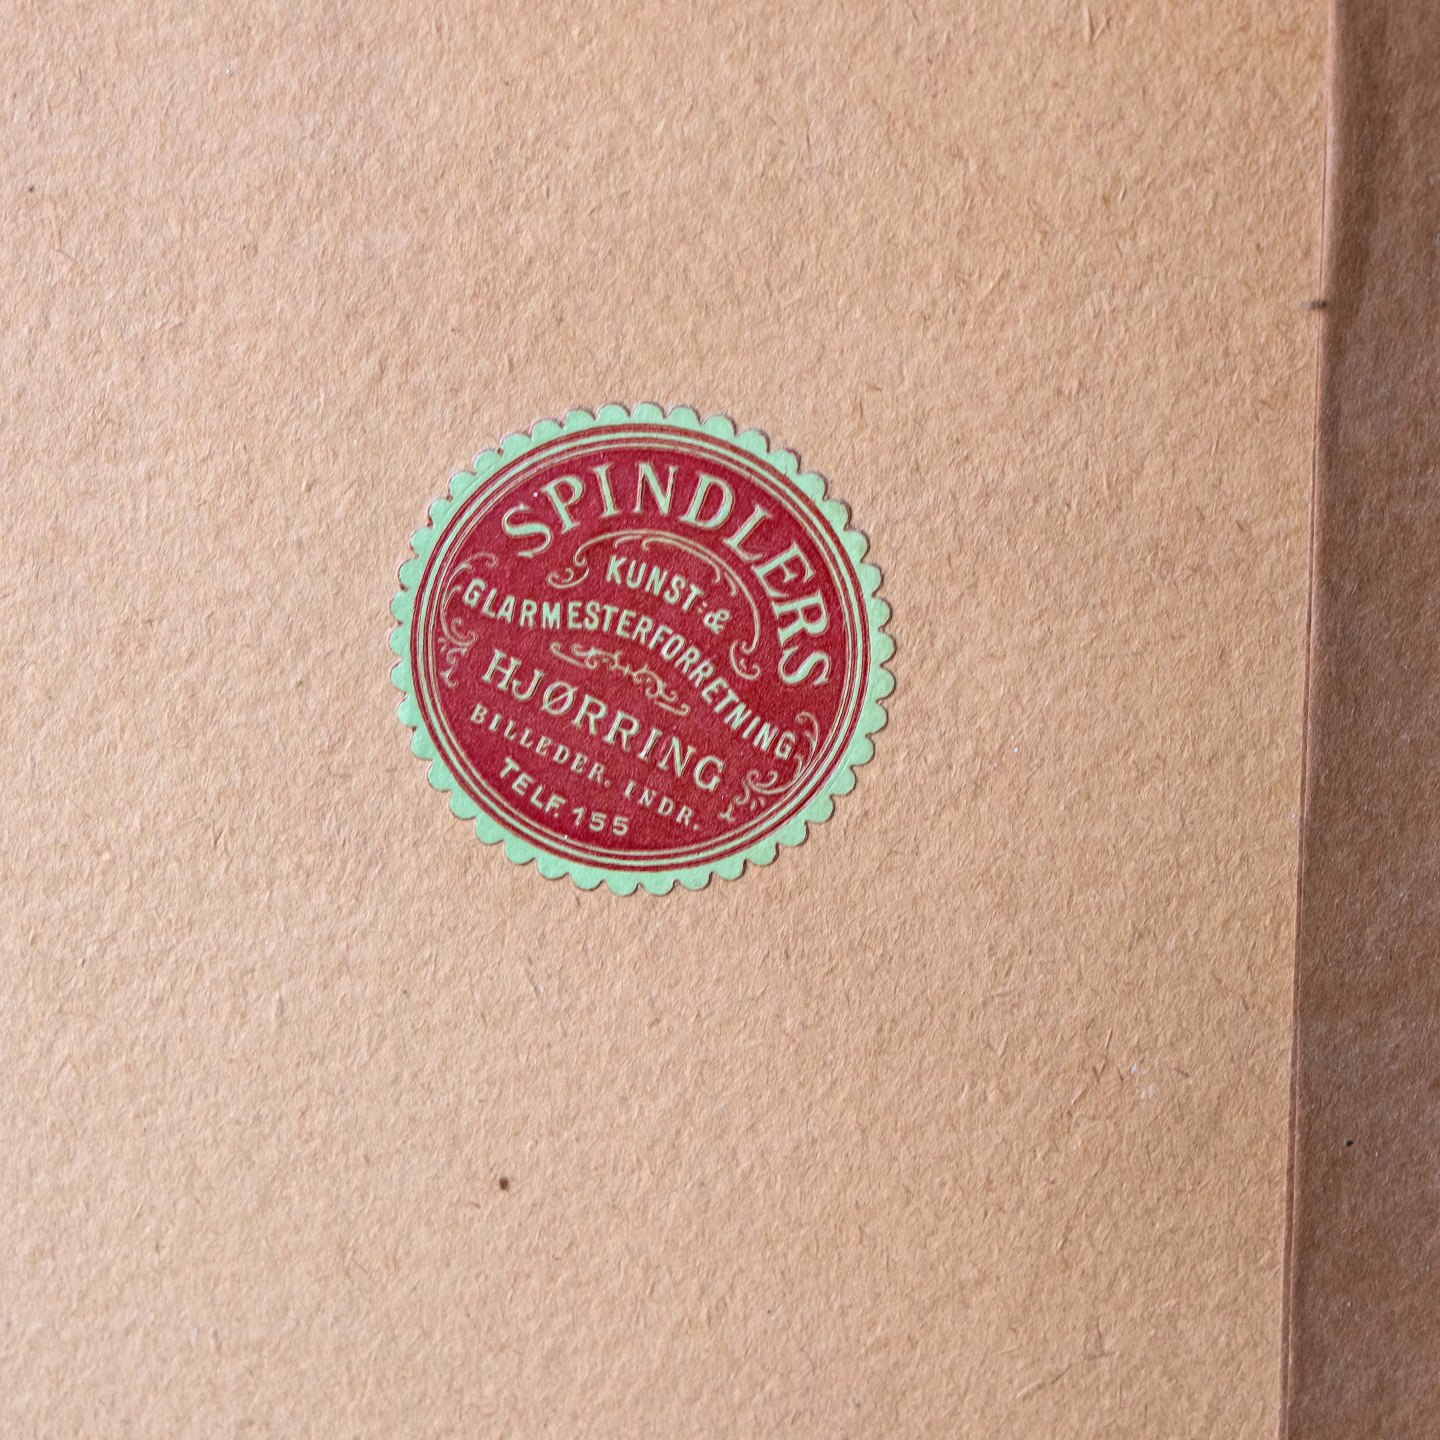 SPINDLERS
KUNST- &
GLARMESTERFORRETNING
HJØRRING
BILLEDER. INDR.
TELF. 155